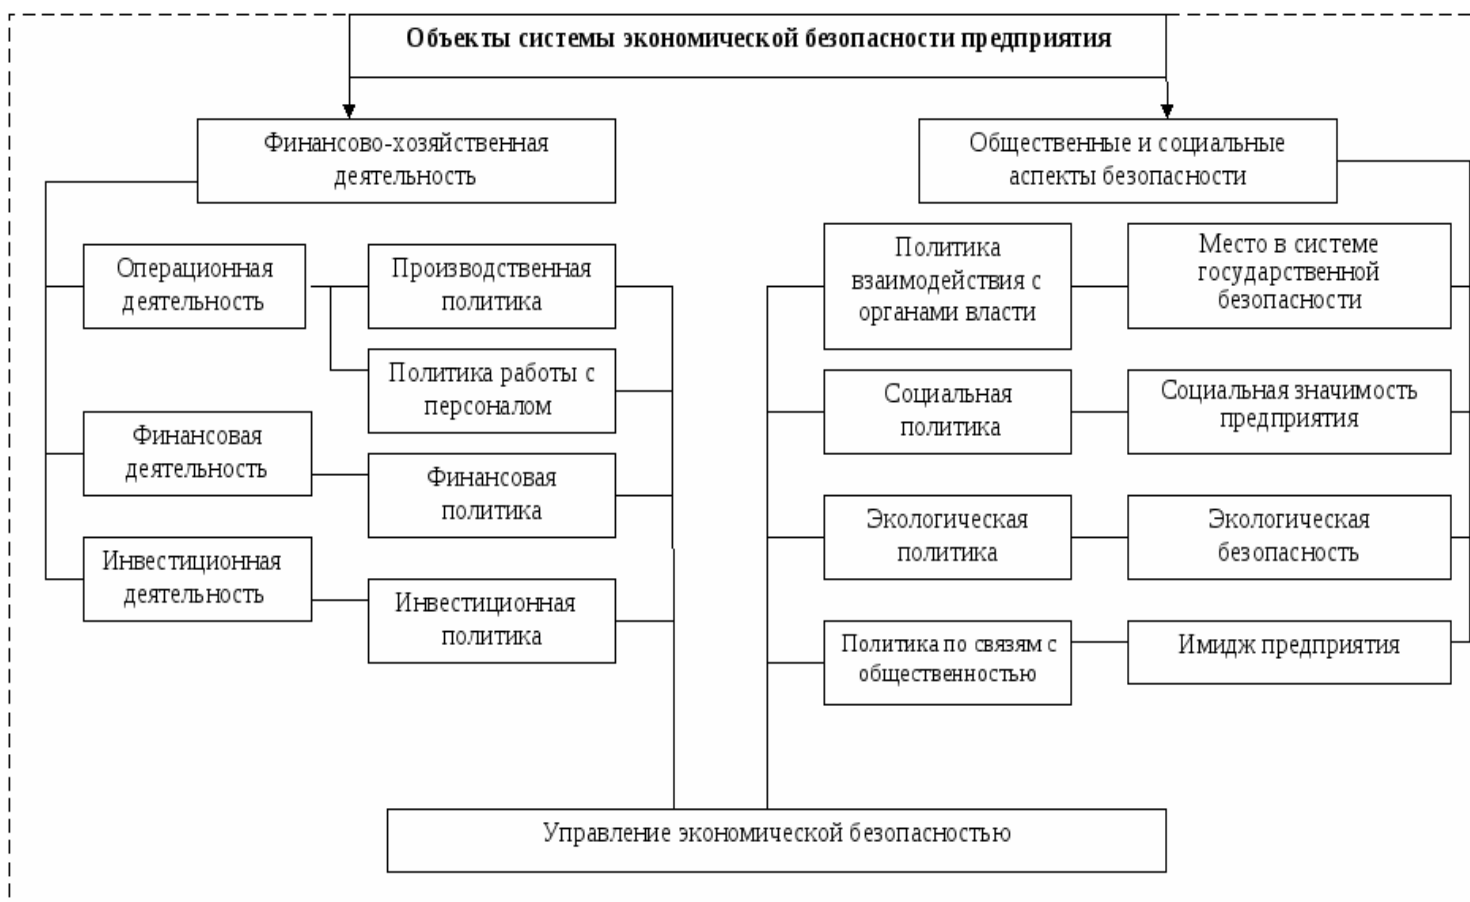 Объекты системы экономической безопасности предприятия
Финансово-хозяйственная
деятельность
Общественные и социальные
аспекты безопасности
Операционная
деятельность
Производственная
политика
Политика работы с
персоналом
Финансовая
деятельность
Финансовая
политика
Инвестиционная
деятельность
Инвестиционная
политика
Политика
взаимодействия с
органами власти
Место в системе
государственной
безопасности
Социальная
политика
Социальная значимость
предприятия
Экологическая
политика
Экологическая
безопасность
Политика по связям с
общественностью
Имидж предприятия
Управление экономической безопасностью